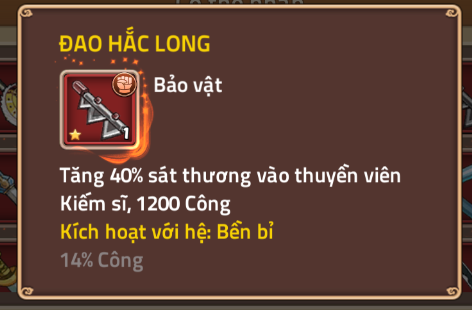 ĐAO HẮC LONG
Bảo vật
1
Tăng 40% sát thương vào thuyền viên
Kiếm sĩ, 1200 Công
Kích hoạt với hệ: Bền bỉ
14% Công